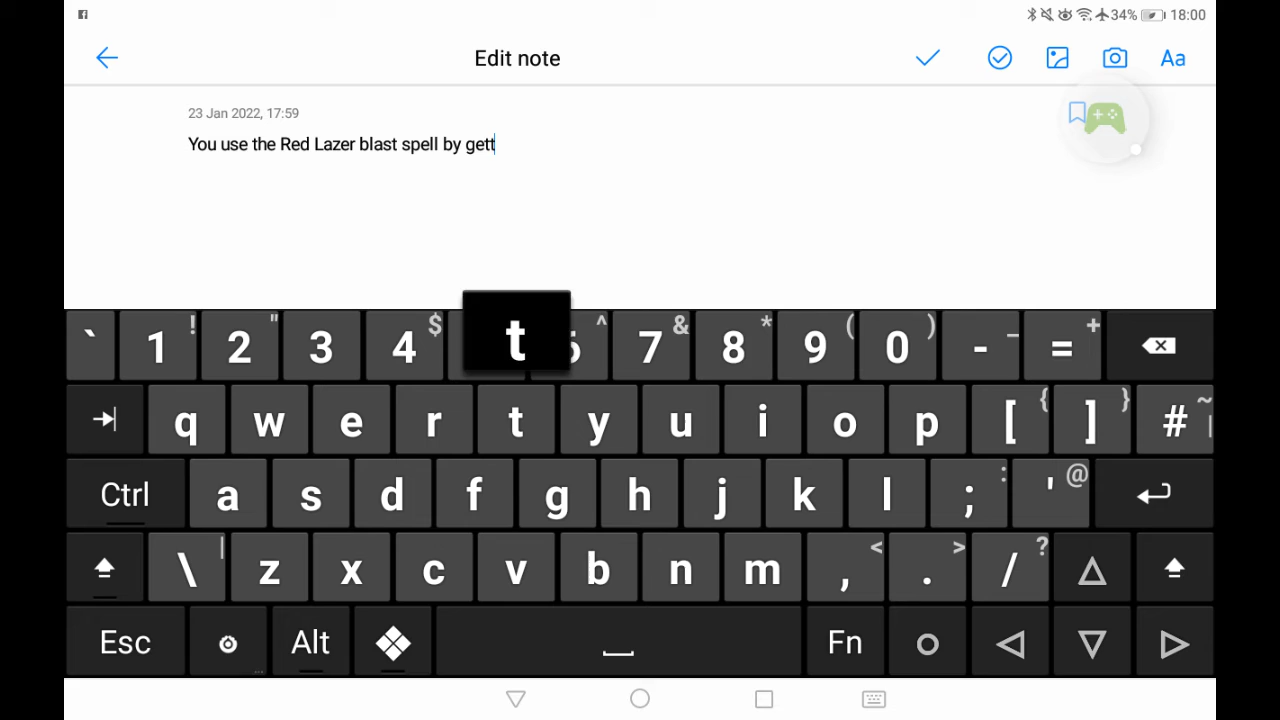 34% 18:00
Edit note
Aa
23 Jan 2022, 17:59
You use the Red Lazer blast spell by gett
t
` 1 ! 2 " 3 4 $ 6 ^ 7 & 8 * 9 ( 0 ) - _ = +
q w e r t y u i o p [ { ] } # ~ |
Ctrl a s d f g h j k l ; : ' @
\ | z x c v b n m , < . > / ?
Esc Alt Fn